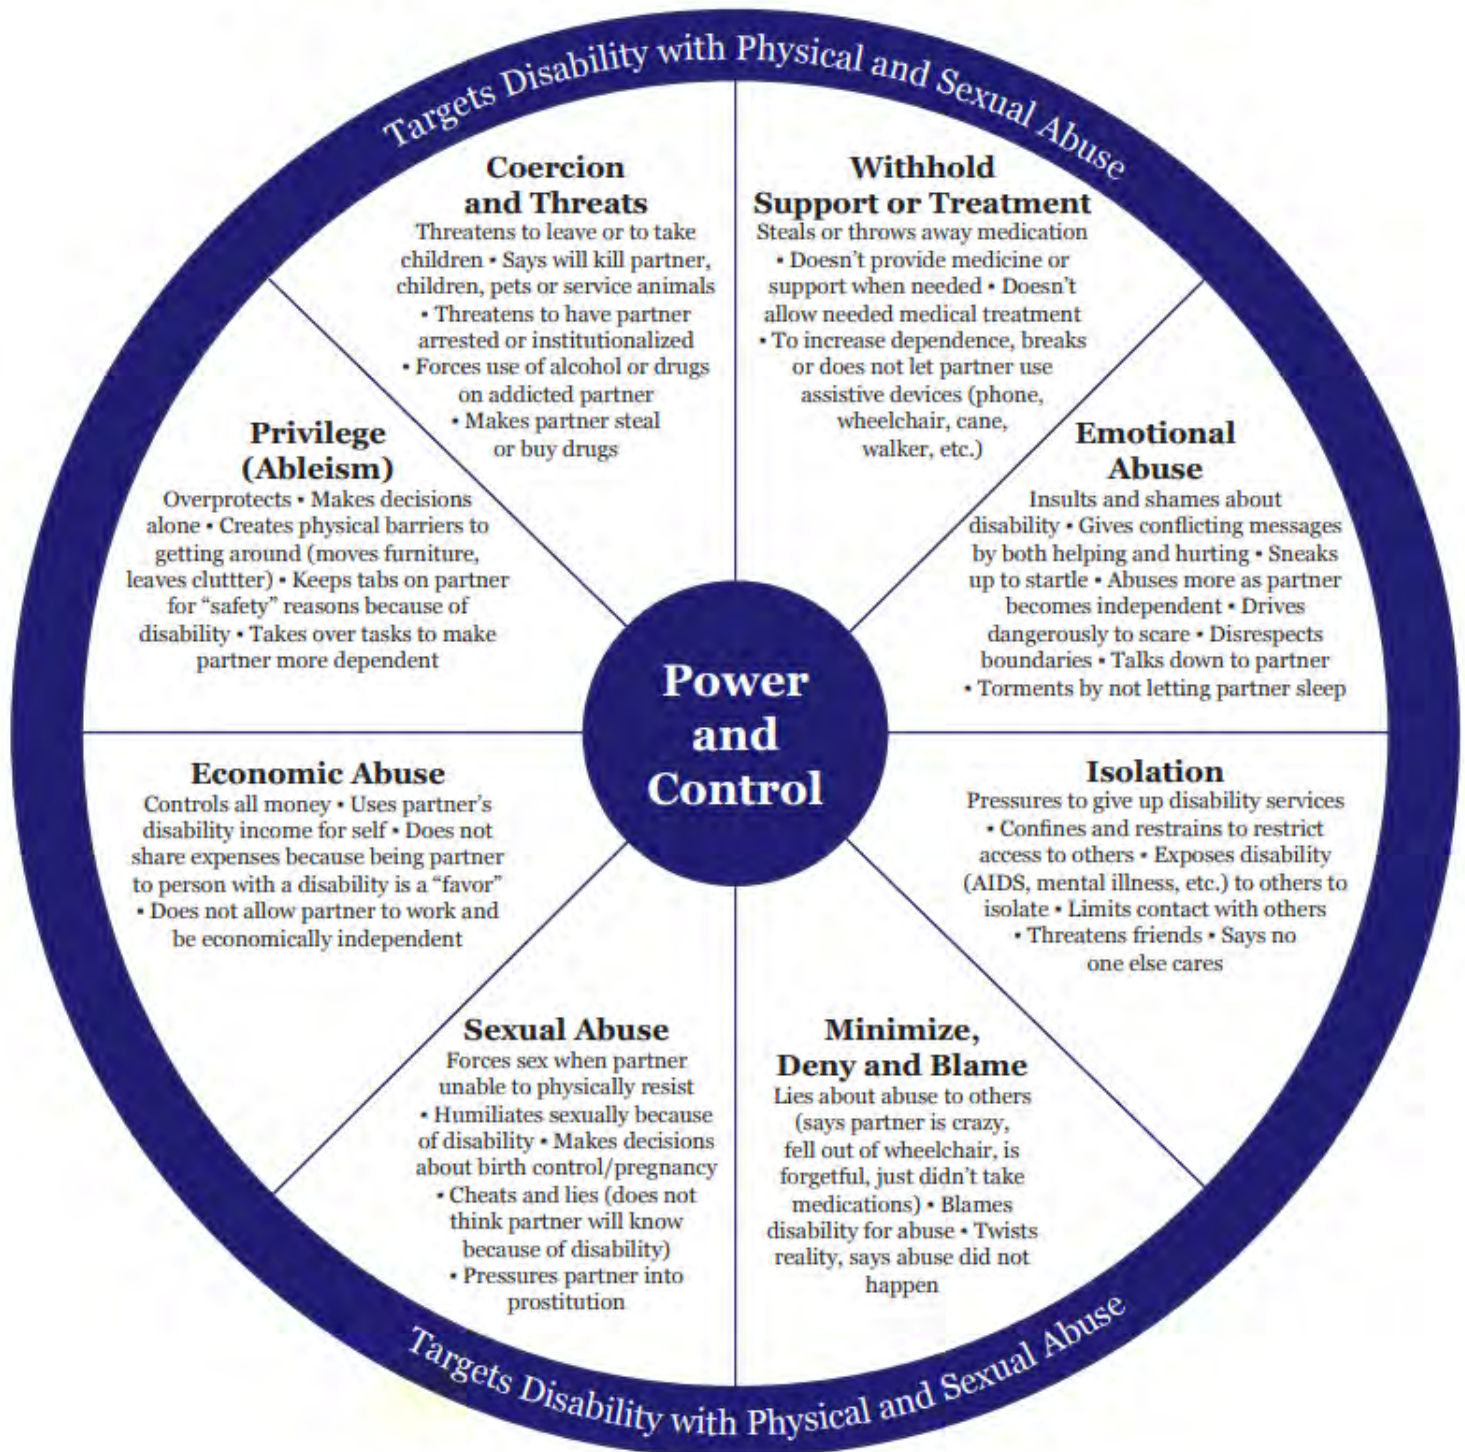 Targets Disability with Physical and Sexual Abuse
Coercion
and Threats
Threatens to leave or to take
children • Says will kill partner,
children, pets or service animals
• Threatens to have partner
arrested or institutionalized
• Forces use of alcohol or drugs
on addicted partner
• Makes partner steal
or buy drugs
Withhold
Support or Treatment
Steals or throws away medication
• Doesn't provide medicine or
support when needed • Doesn't
allow needed medical treatment
• To increase dependence, breaks
or does not let partner use
assistive devices (phone,
wheelchair, cane,
walker, etc.)
Privilege
(Ableism)
Overprotects • Makes decisions
alone • Creates physical barriers to
getting around (moves furniture,
leaves cluttter) • Keeps tabs on partner
for “safety” reasons because of
disability • Takes over tasks to make
partner more dependent
Emotional
Abuse
Insults and shames about
disability • Gives conflicting messages
by both helping and hurting • Sneaks
up to startle • Abuses more as partner
becomes independent • Drives
dangerously to scare • Disrespects
boundaries • Talks down to partner
• Torments by not letting partner sleep
Power
and
Control
Economic Abuse
Controls all money • Uses partner's
disability income for self • Does not
share expenses because being partner
to person with a disability is a “favor”
• Does not allow partner to work and
be economically independent
Isolation
Pressures to give up disability services
• Confines and restrains to restrict
access to others • Exposes disability
(AIDS, mental illness, etc.) to others to
isolate • Limits contact with others
• Threatens friends • Says no
one else cares
Sexual Abuse
Forces sex when partner
unable to physically resist
• Humiliates sexually because
of disability • Makes decisions
about birth control/pregnancy
• Cheats and lies (does not
think partner will know
because of disability)
• Pressures partner into
prostitution
Minimize,
Deny and Blame
Lies about abuse to others
(says partner is crazy,
fell out of wheelchair, is
forgetful, just didn't take
medications) • Blames
disability for abuse • Twists
reality, says abuse did not
happen
Targets Disability with Physical and Sexual Abuse